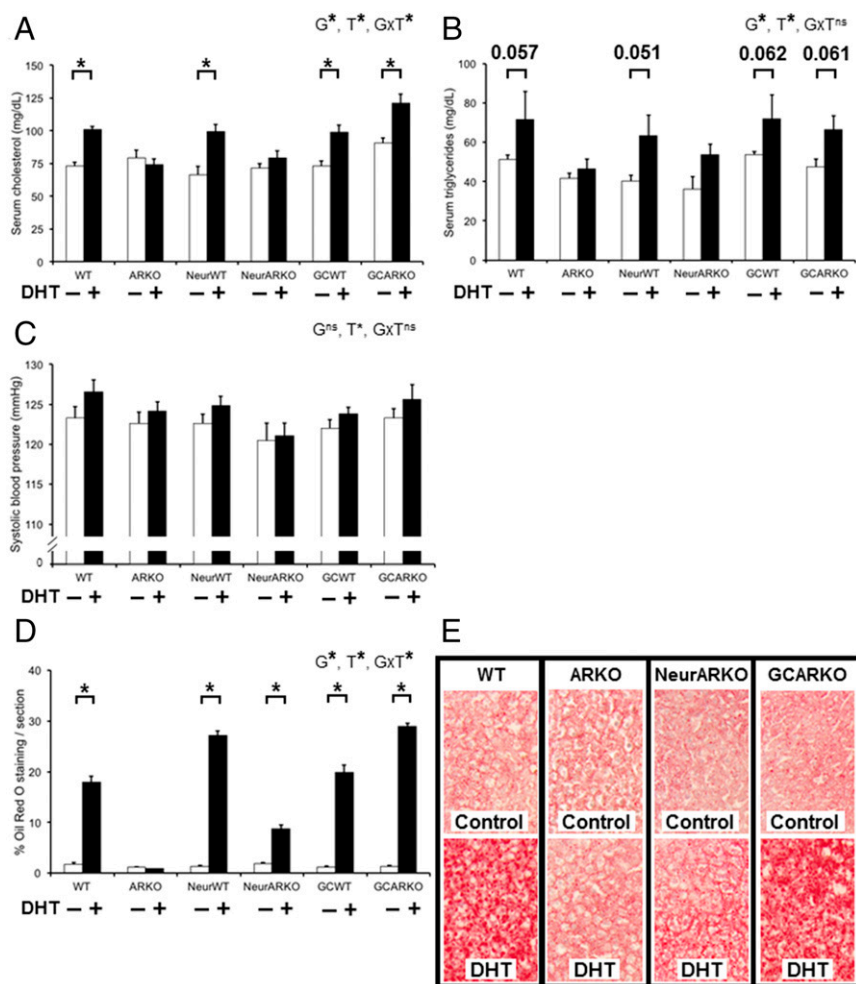 A
G*, T*, GxT*
Serum cholesterol (mg/dL)
150
125
100
75
50
25
0
* * * *
WT ARKO NeurWT NeurARKO GCWT GCARKO
DHT − + − + − + − + − + − +
B
G*, T*, GxTns
0.057 0.051 0.062 0.061
Serum triglycerides (mg/dL)
100
80
60
40
20
0
WT ARKO NeurWT NeurARKO GCWT GCARKO
DHT − + − + − + − + − + − +
C
Gns, T*, GxTns
Systolic blood pressure (mmHg)
130
125
120
110
0
WT ARKO NeurWT NeurARKO GCWT GCARKO
DHT − + − + − + − + − + − +
D
G*, T*, GxT*
% Oil Red O staining / section
40
30
20
10
0
* * * * *
WT ARKO NeurWT NeurARKO GCWT GCARKO
DHT − + − + − + − + − + − +
E
WT ARKO NeurARKO GCARKO
Control Control Control Control
DHT DHT DHT DHT